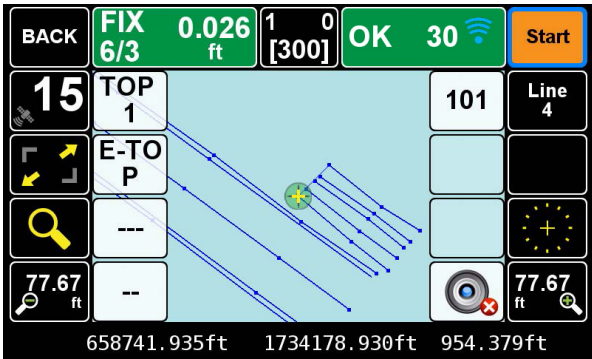 BACK
FIX 0.026
6/3 ft
1 0
[300]
OK 30
Start
15
TOP
1
101
Line
4
E-TO
P
---
77.67
ft
--
77.67
ft
658741.935ft 1734178.930ft 954.379ft